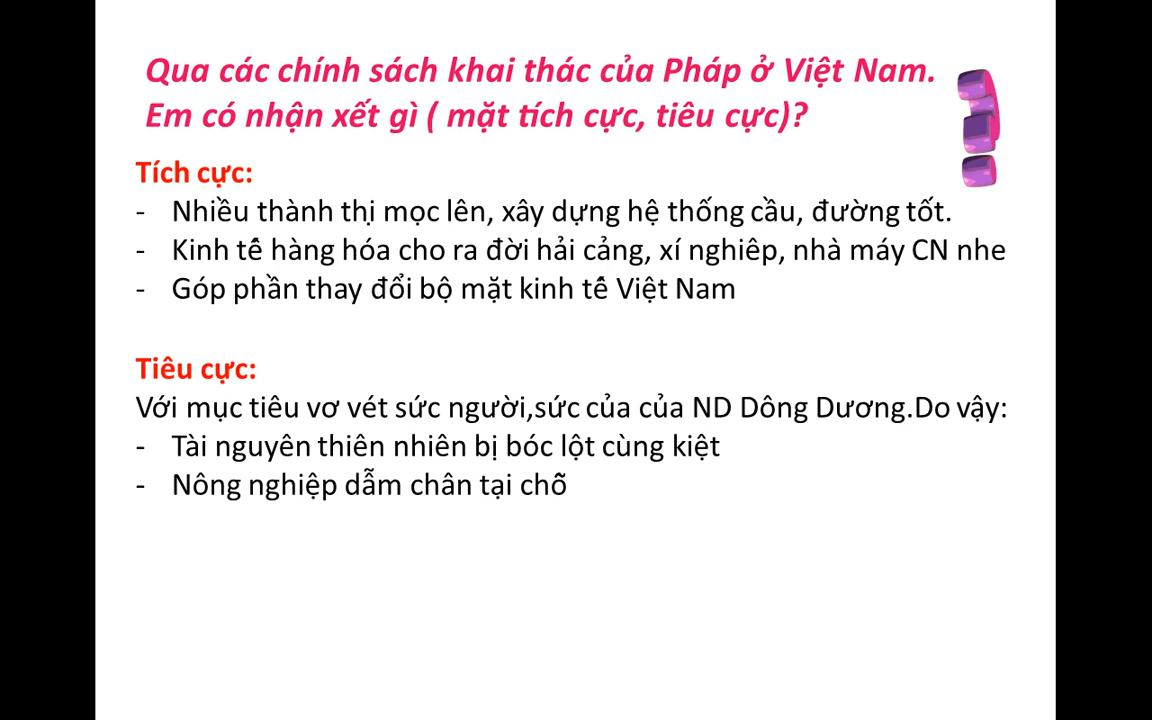 Qua các chính sách khai thác của Pháp ở Việt Nam.
Em có nhận xết gì ( mặt tích cực, tiêu cực)?
Tích cực:
- Nhiều thành thị mọc lên, xây dựng hệ thống cầu, đường tốt.
- Kinh tế hàng hóa cho ra đời hải cảng, xí nghiêp, nhà máy CN nhe
- Góp phần thay đổi bộ mặt kinh tế Việt Nam
Tiêu cực:
Với mục tiêu vơ vét sức người,sức của của ND Dông Dương.Do vậy:
- Tài nguyên thiên nhiên bị bóc lột cùng kiệt
- Nông nghiệp dẫm chân tại chỗ